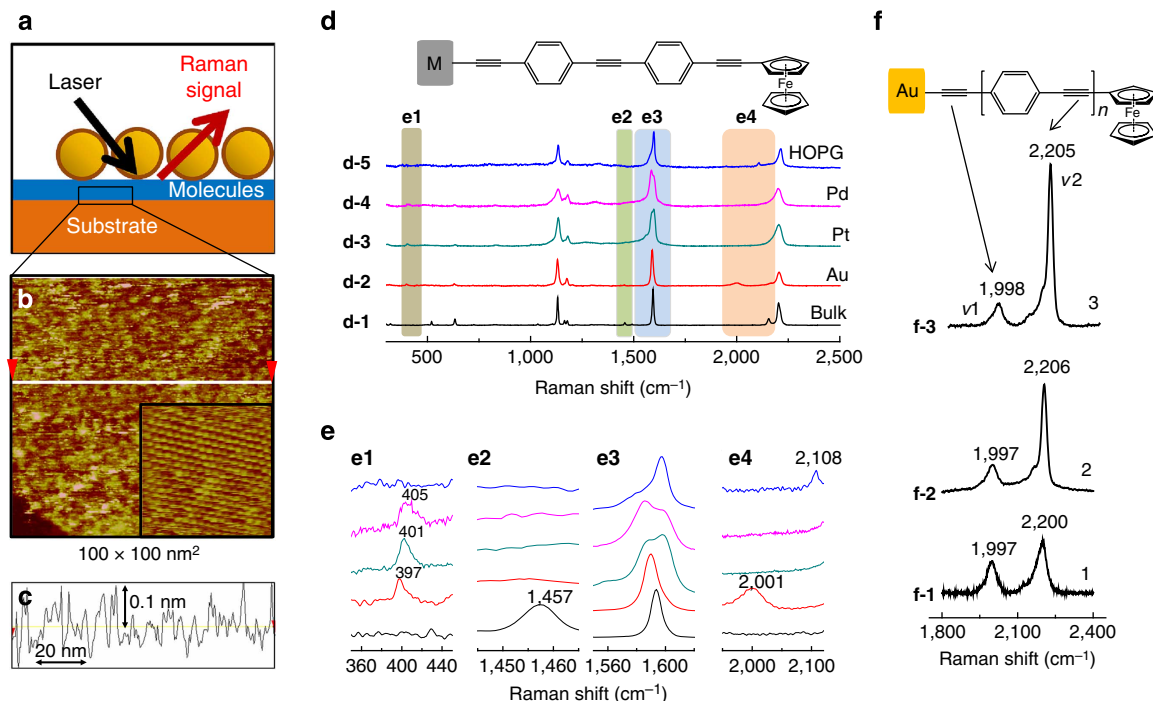 a
Laser
Raman
signal
Molecules
Substrate
b
100 × 100 nm²
c
0.1 nm
20 nm
d
M
Fe
e1
e2
e3
e4
d-5
HOPG
d-4
Pd
d-3
Pt
d-2
Au
d-1
Bulk
500
1,000
1,500
2,000
2,500
Raman shift (cm⁻¹)
e
e1
e2
e3
e4
405
401
397
1,457
2,108
2,001
360 400 440
1,450 1,460
1,560 1,600
2,000 2,100
Raman shift (cm⁻¹)
f
Au
n
Fe
2,205
ν2
1,998
ν1
3
f-3
2,206
1,997
2
f-2
2,200
1,997
1
f-1
1,800 2,100 2,400
Raman shift (cm⁻¹)